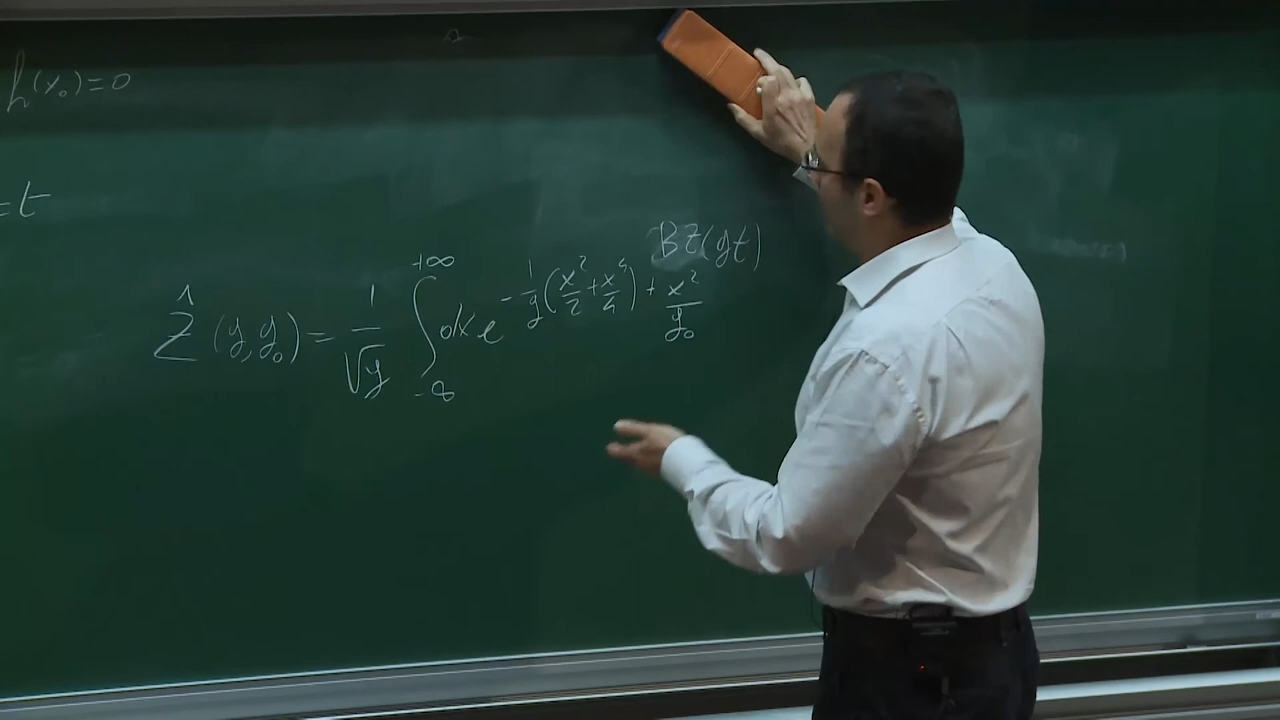 h(x₀)=0
=t
BZ(gt)
Ẑ(g,g₀) = 1/√g ∫_{-∞}^{+∞} dx e^{-1/g(x²/2+x⁴/4)+x²/g₀}